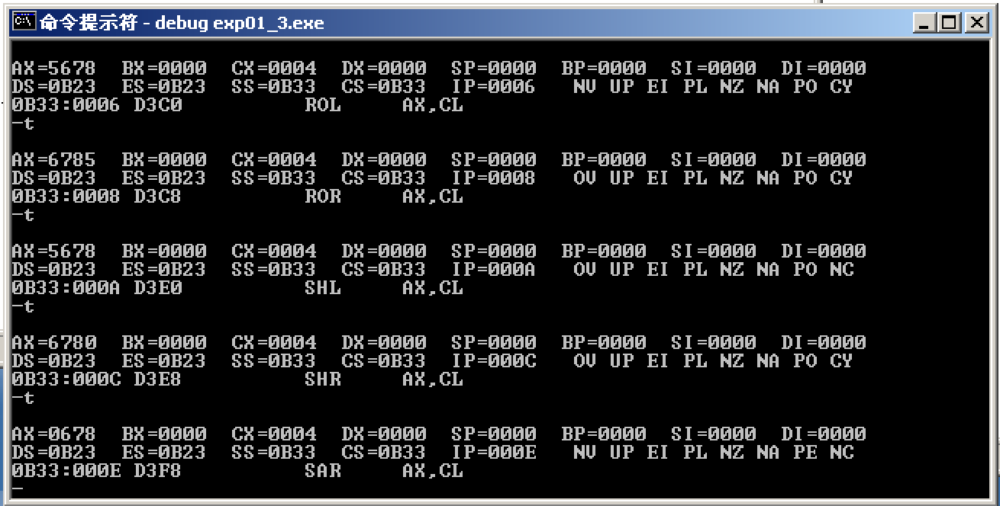 命令提示符 - debug exp01_3.exe
AX=5678 BX=0000 CX=0004 DX=0000 SP=0000 BP=0000 SI=0000 DI=0000
DS=0B23 ES=0B23 SS=0B33 CS=0B33 IP=0006 NV UP EI PL NZ NA PO CY
0B33:0006 D3C0 ROL AX,CL
-t
AX=6785 BX=0000 CX=0004 DX=0000 SP=0000 BP=0000 SI=0000 DI=0000
DS=0B23 ES=0B23 SS=0B33 CS=0B33 IP=0008 OV UP EI PL NZ NA PO CY
0B33:0008 D3C8 ROR AX,CL
-t
AX=5678 BX=0000 CX=0004 DX=0000 SP=0000 BP=0000 SI=0000 DI=0000
DS=0B23 ES=0B23 SS=0B33 CS=0B33 IP=000A OV UP EI PL NZ NA PO NC
0B33:000A D3E0 SHL AX,CL
-t
AX=6780 BX=0000 CX=0004 DX=0000 SP=0000 BP=0000 SI=0000 DI=0000
DS=0B23 ES=0B23 SS=0B33 CS=0B33 IP=000C OV UP EI PL NZ NA PO CY
0B33:000C D3E8 SHR AX,CL
-t
AX=0678 BX=0000 CX=0004 DX=0000 SP=0000 BP=0000 SI=0000 DI=0000
DS=0B23 ES=0B23 SS=0B33 CS=0B33 IP=000E NV UP EI PL NZ NA PE NC
0B33:000E D3F8 SAR AX,CL
-